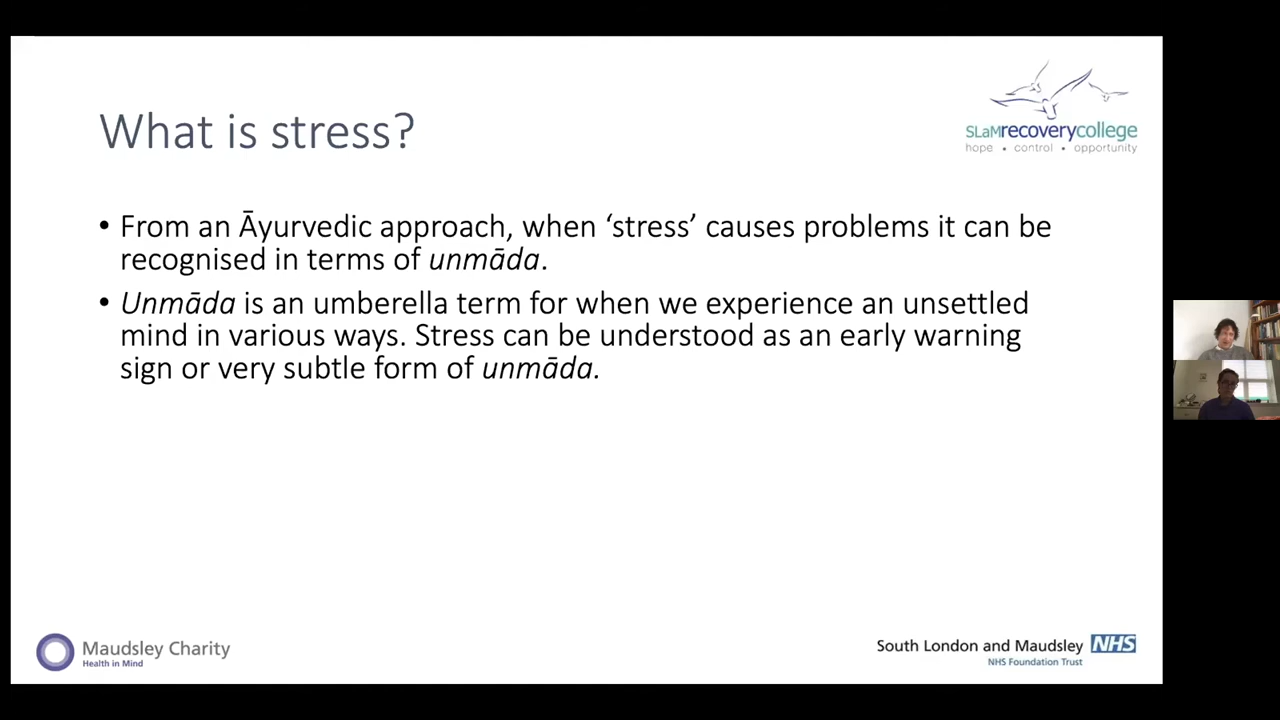 What is stress?
SLaMrecoverycollege
hope • control • opportunity
• From an Āyurvedic approach, when ‘stress’ causes problems it can be
recognised in terms of unmāda.
• Unmāda is an umberella term for when we experience an unsettled
mind in various ways. Stress can be understood as an early warning
sign or very subtle form of unmāda.
Maudsley Charity
Health in Mind
South London and Maudsley NHS
NHS Foundation Trust